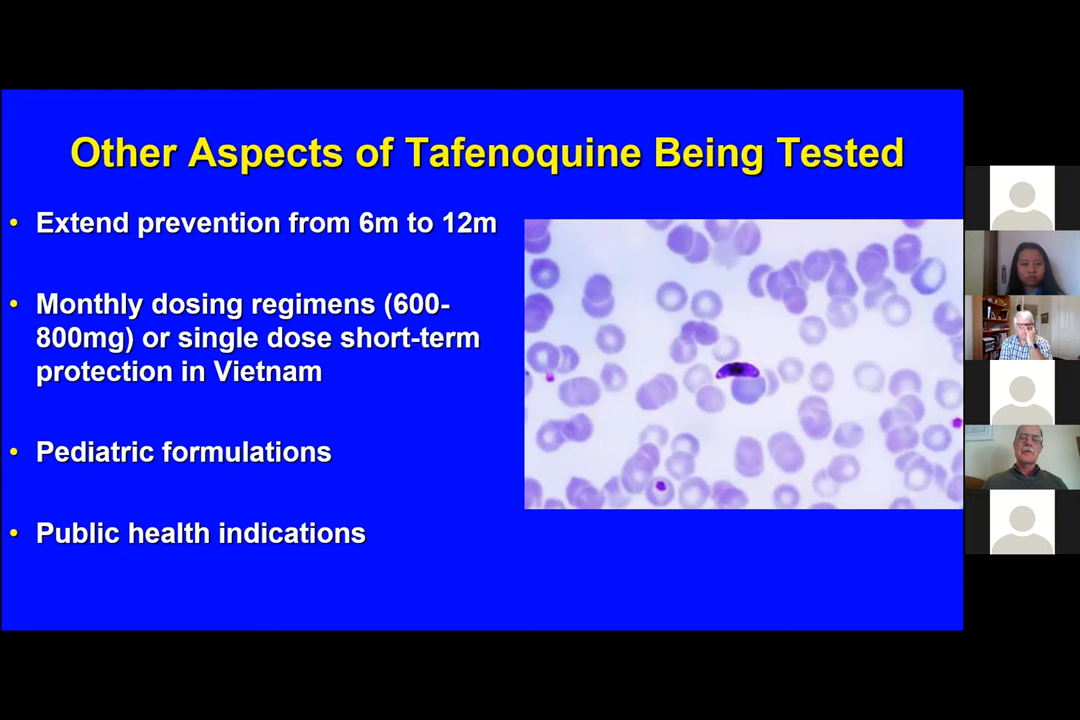 Other Aspects of Tafenoquine Being Tested
• Extend prevention from 6m to 12m
• Monthly dosing regimens (600-
800mg) or single dose short-term
protection in Vietnam
• Pediatric formulations
• Public health indications